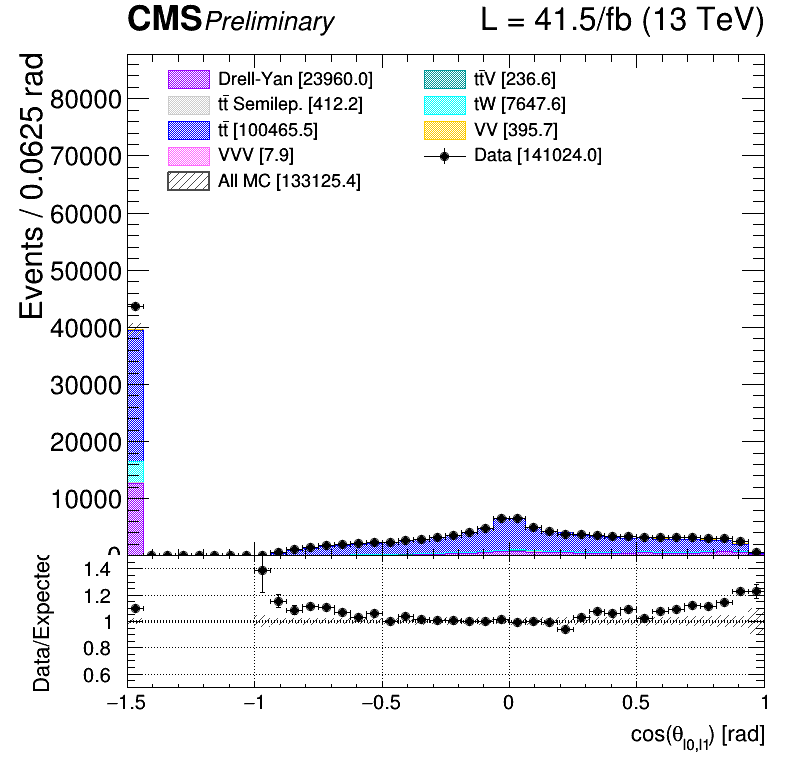 CMS Preliminary L = 41.5/fb (13 TeV)
Events / 0.0625 rad
Drell-Yan [23960.0]
tt̄ Semilep. [412.2]
tt̄ [100465.5]
VVV [7.9]
All MC [133125.4]
tt̄V [236.6]
tW [7647.6]
VV [395.7]
Data [141024.0]
80000
70000
60000
50000
40000
30000
20000
10000
0
Data/Expected
1.4
1.2
1
0.8
0.6
−1.5 −1 −0.5 0 0.5 1
cos(θl0,l1) [rad]